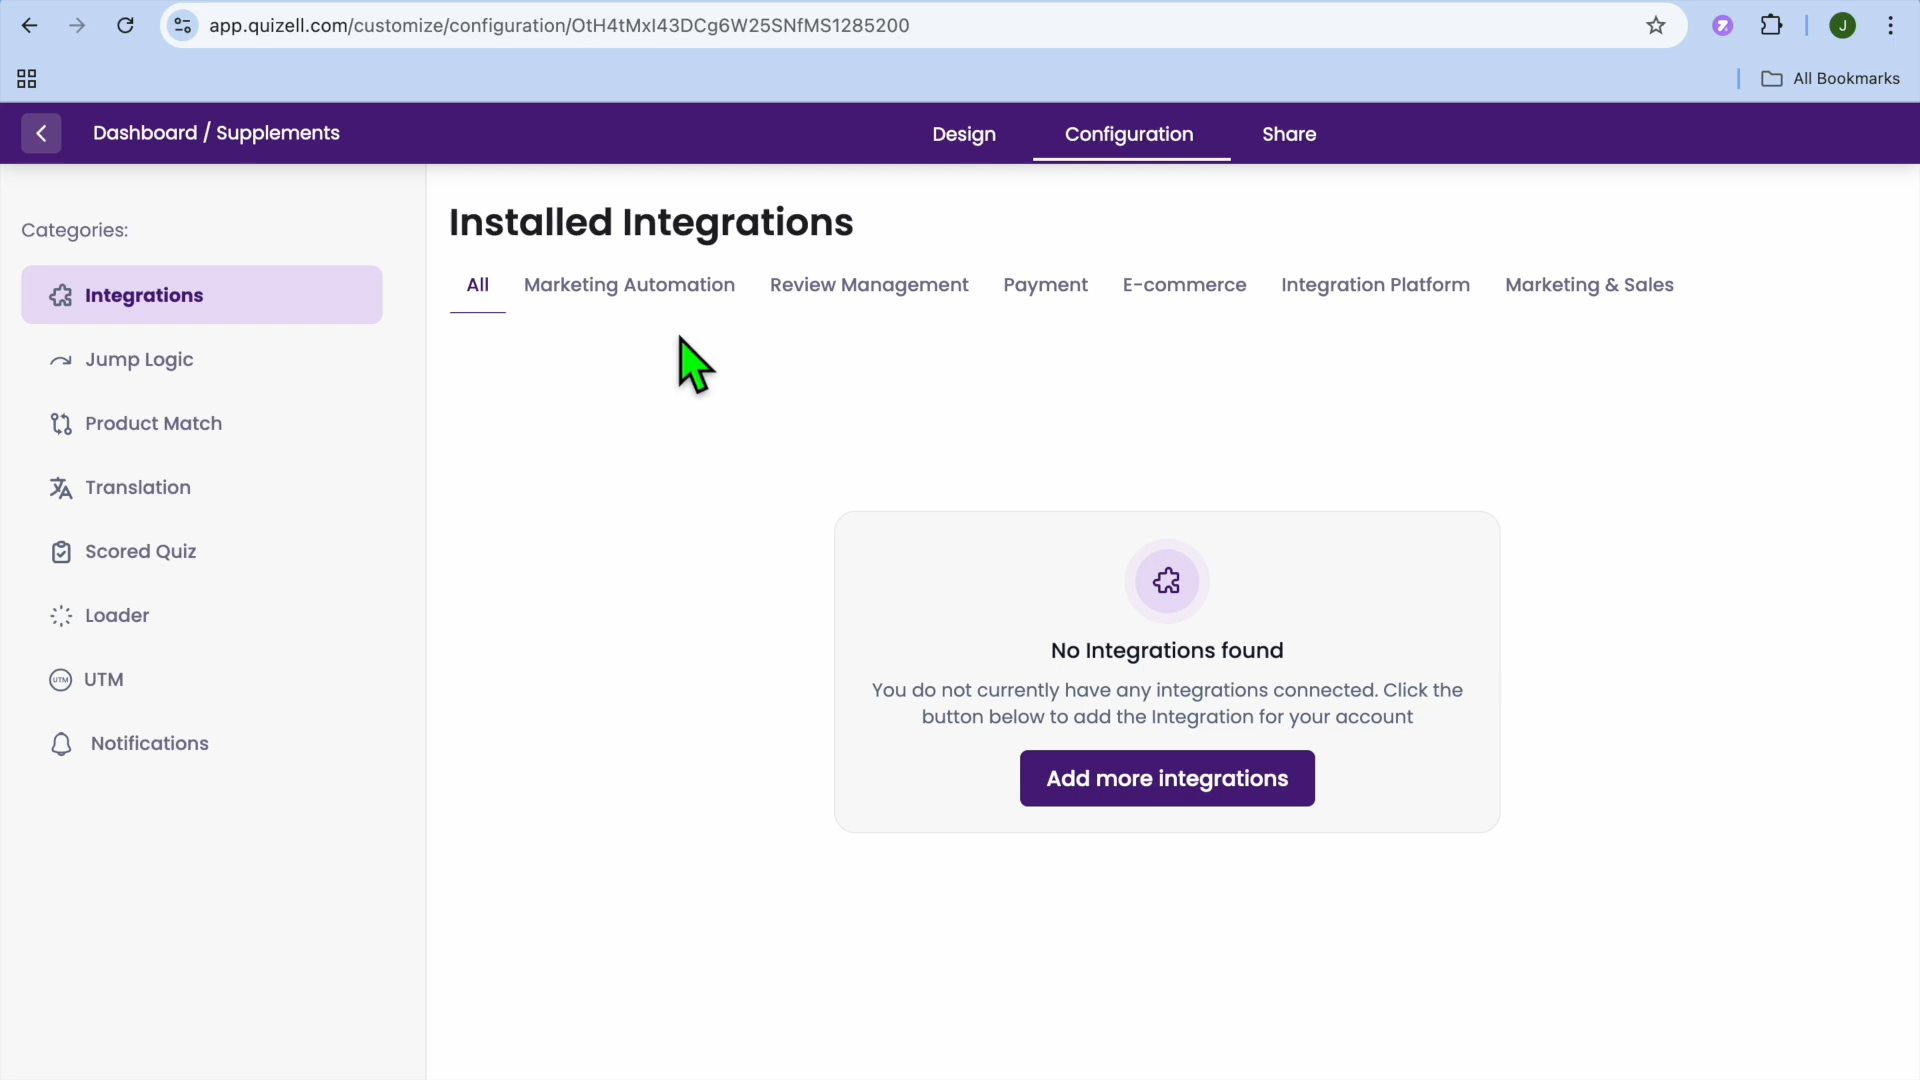 app.quizell.com/customize/configuration/OtH4tMxI43DCg6W25SNfMS1285200
J
All Bookmarks
Dashboard / Supplements
Design
Configuration
Share
Categories:
Integrations
Jump Logic
Product Match
Translation
Scored Quiz
Loader
UTM UTM
Notifications
Installed Integrations
All
Marketing Automation
Review Management
Payment
E-commerce
Integration Platform
Marketing & Sales
No Integrations found
You do not currently have any integrations connected. Click the
button below to add the Integration for your account
Add more integrations